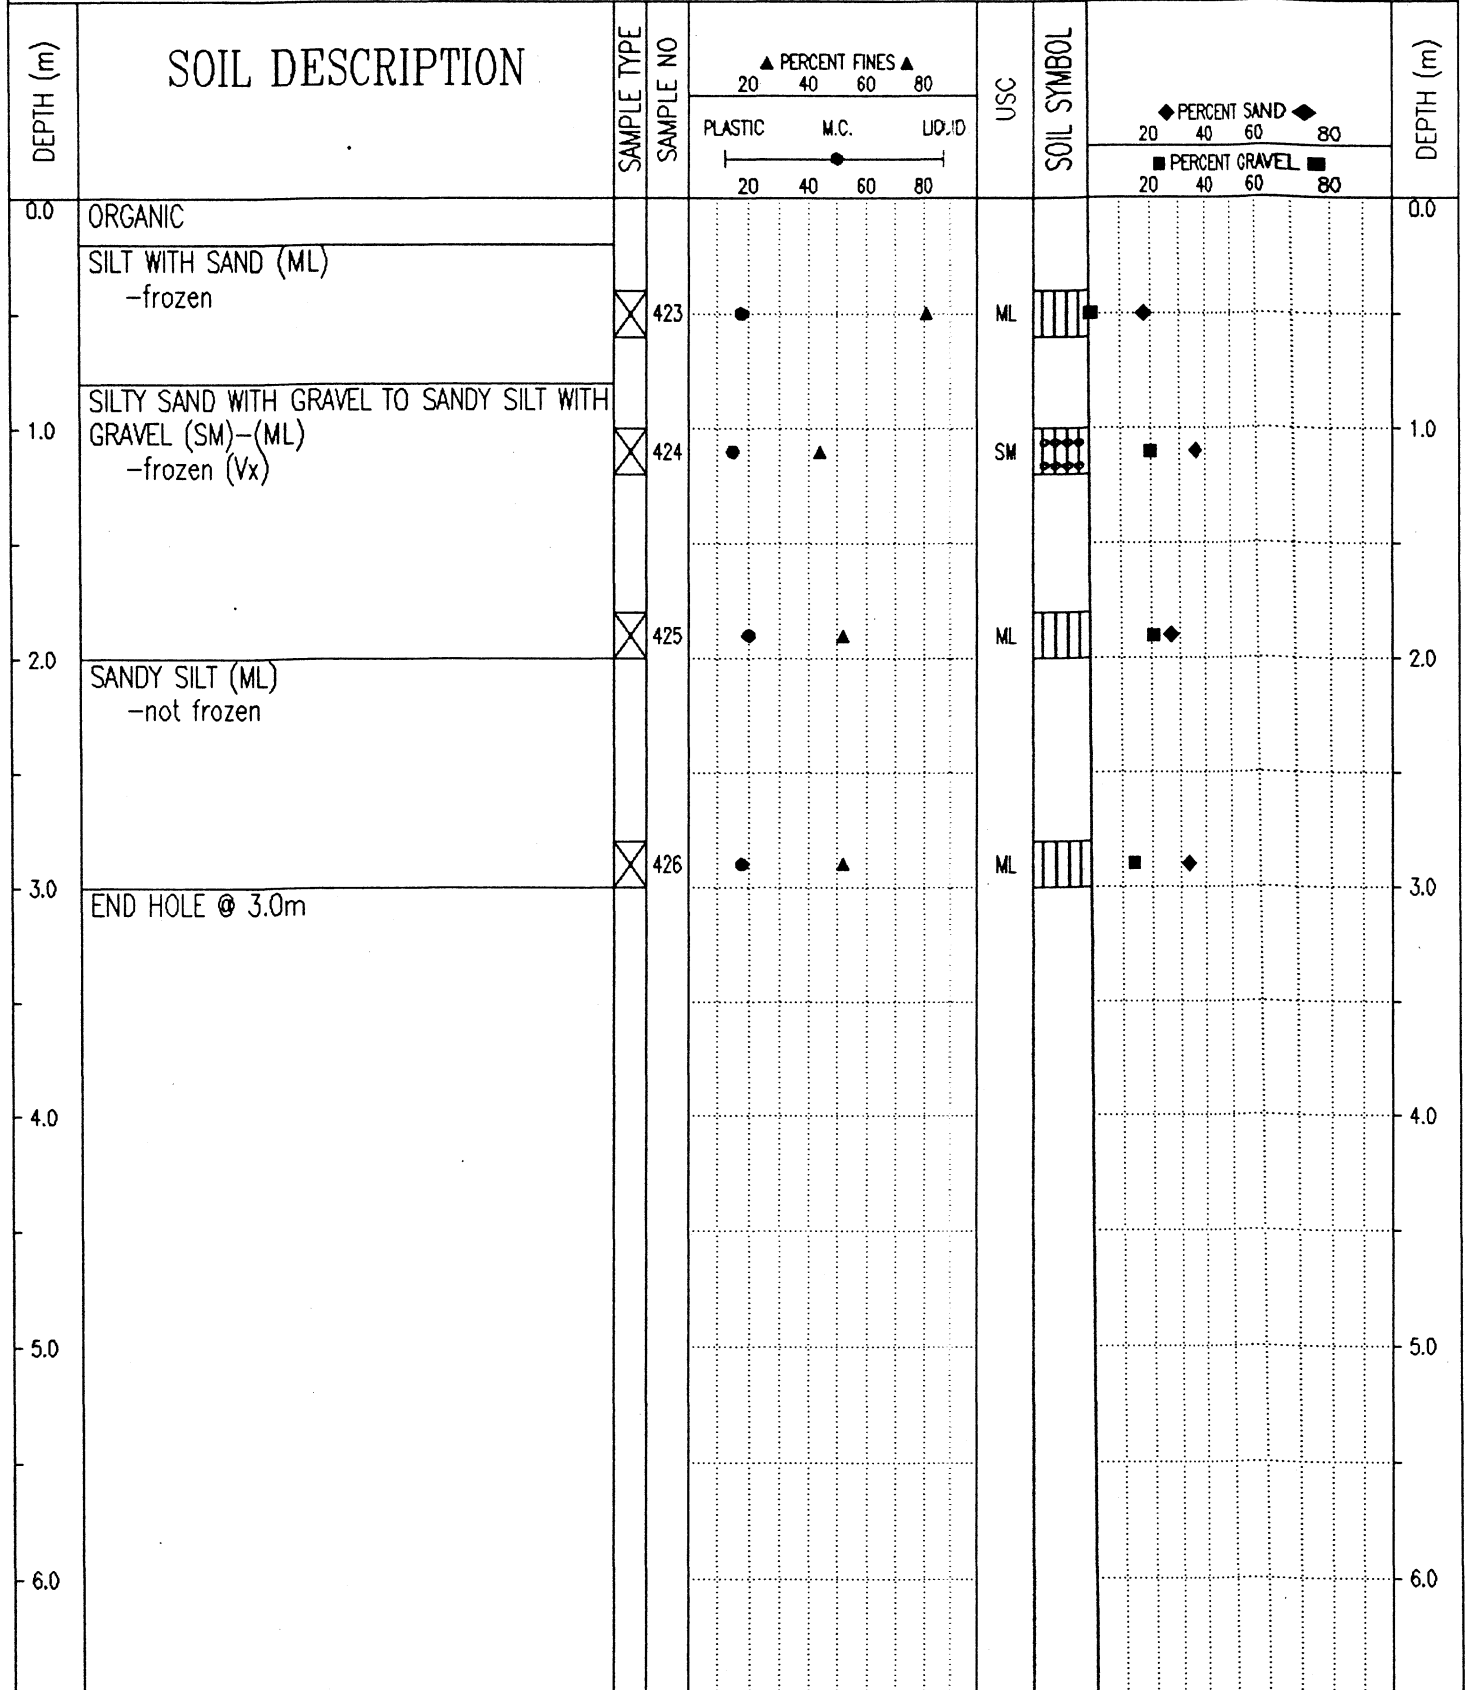 DEPTH (m)
SOIL DESCRIPTION
SAMPLE TYPE
SAMPLE NO
▲ PERCENT FINES ▲
20 40 60 80
PLASTIC M.C. LIQUID
20 40 60 80
USC
SOIL SYMBOL
◆ PERCENT SAND ◆
20 40 60 80
■ PERCENT GRAVEL ■
20 40 60 80
DEPTH (m)
0.0 ORGANIC 0.0
SILT WITH SAND (ML)
-frozen
423 ML
SILTY SAND WITH GRAVEL TO SANDY SILT WITH
1.0 GRAVEL (SM)-(ML) 1.0
424 SM
-frozen (Vx)
425 ML
2.0 2.0
SANDY SILT (ML)
-not frozen
426 ML
3.0 3.0
END HOLE @ 3.0m
4.0 4.0
5.0 5.0
6.0 6.0